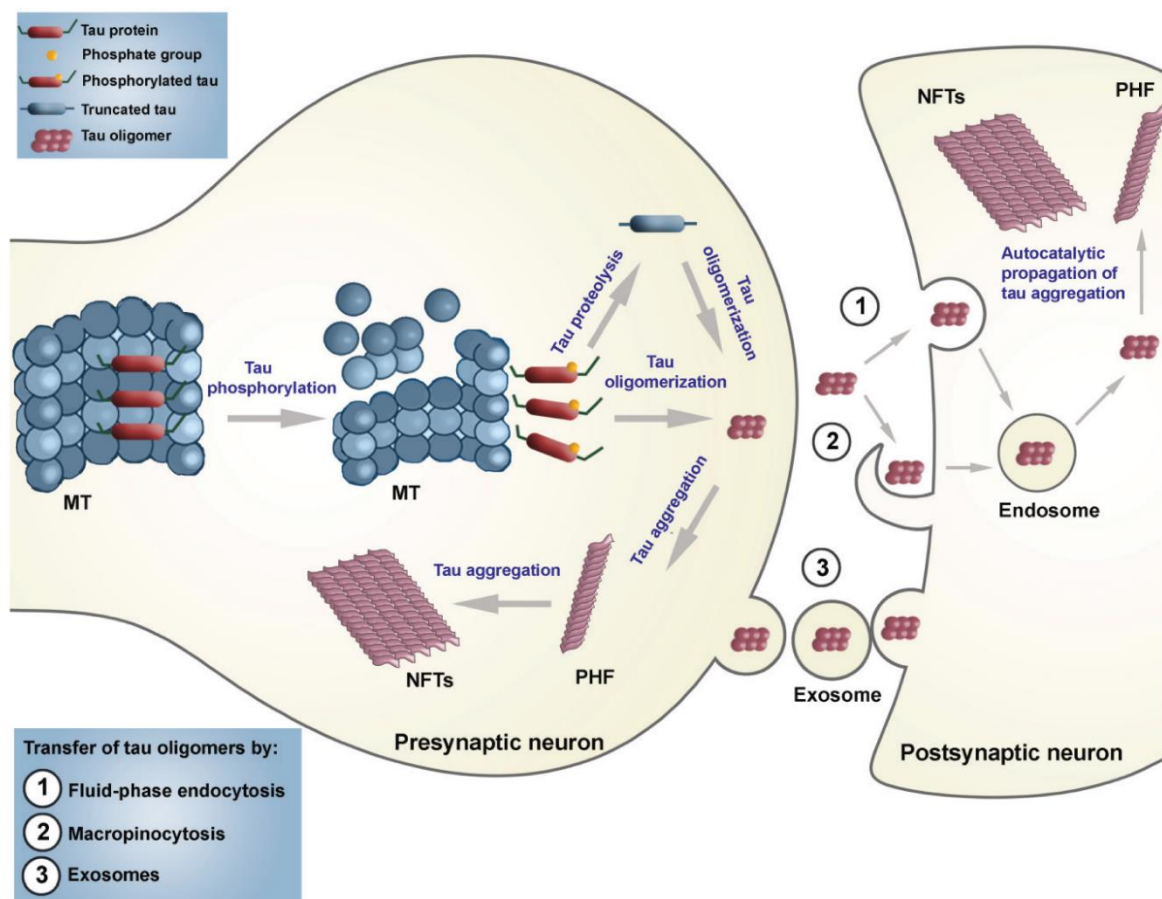 Tau protein
Phosphate group
Phosphorylated tau
Truncated tau
Tau oligomer
MT
Tau
phosphorylation
MT
Tau proteolysis
Tau
oligomerization
Tau
oligomerization
Tau aggregation
Tau aggregation
NFTs
PHF
Presynaptic neuron
1
2
3
Exosome
NFTs
PHF
Autocatalytic
propagation of
tau aggregation
Endosome
Postsynaptic neuron
Transfer of tau oligomers by:
1 Fluid-phase endocytosis
2 Macropinocytosis
3 Exosomes